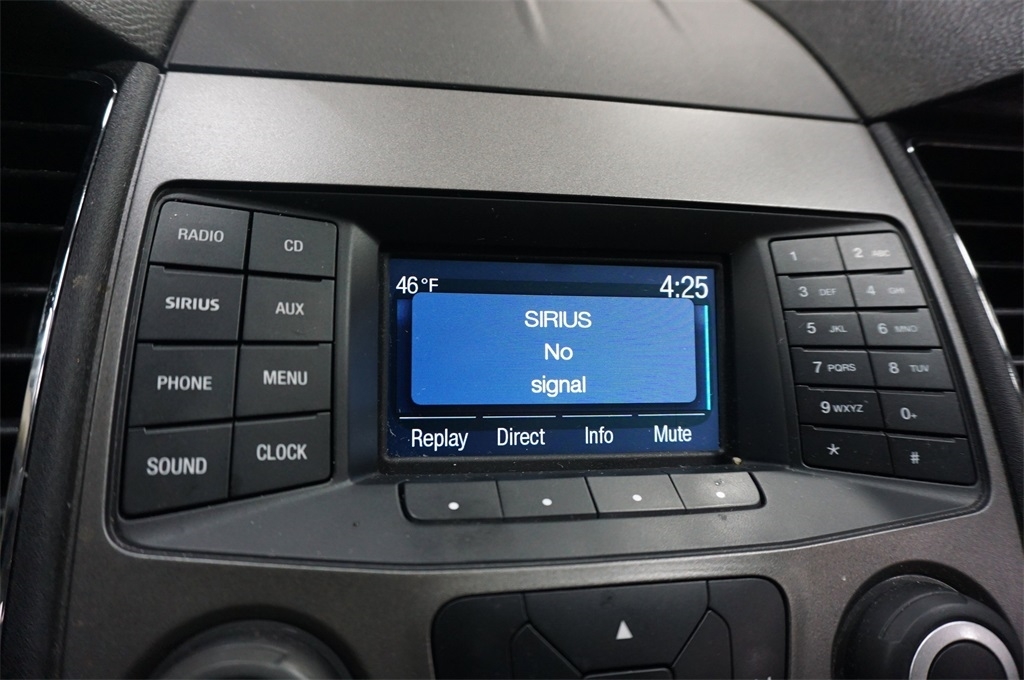 RADIO CD
SIRIUS AUX
PHONE MENU
SOUND CLOCK
46°F 4:25
SIRIUS
No
signal
Replay Direct Info Mute
1 2 ABC
3 DEF 4 GHI
5 JKL 6 MNO
7 PQRS 8 TUV
9 WXYZ 0+
* #